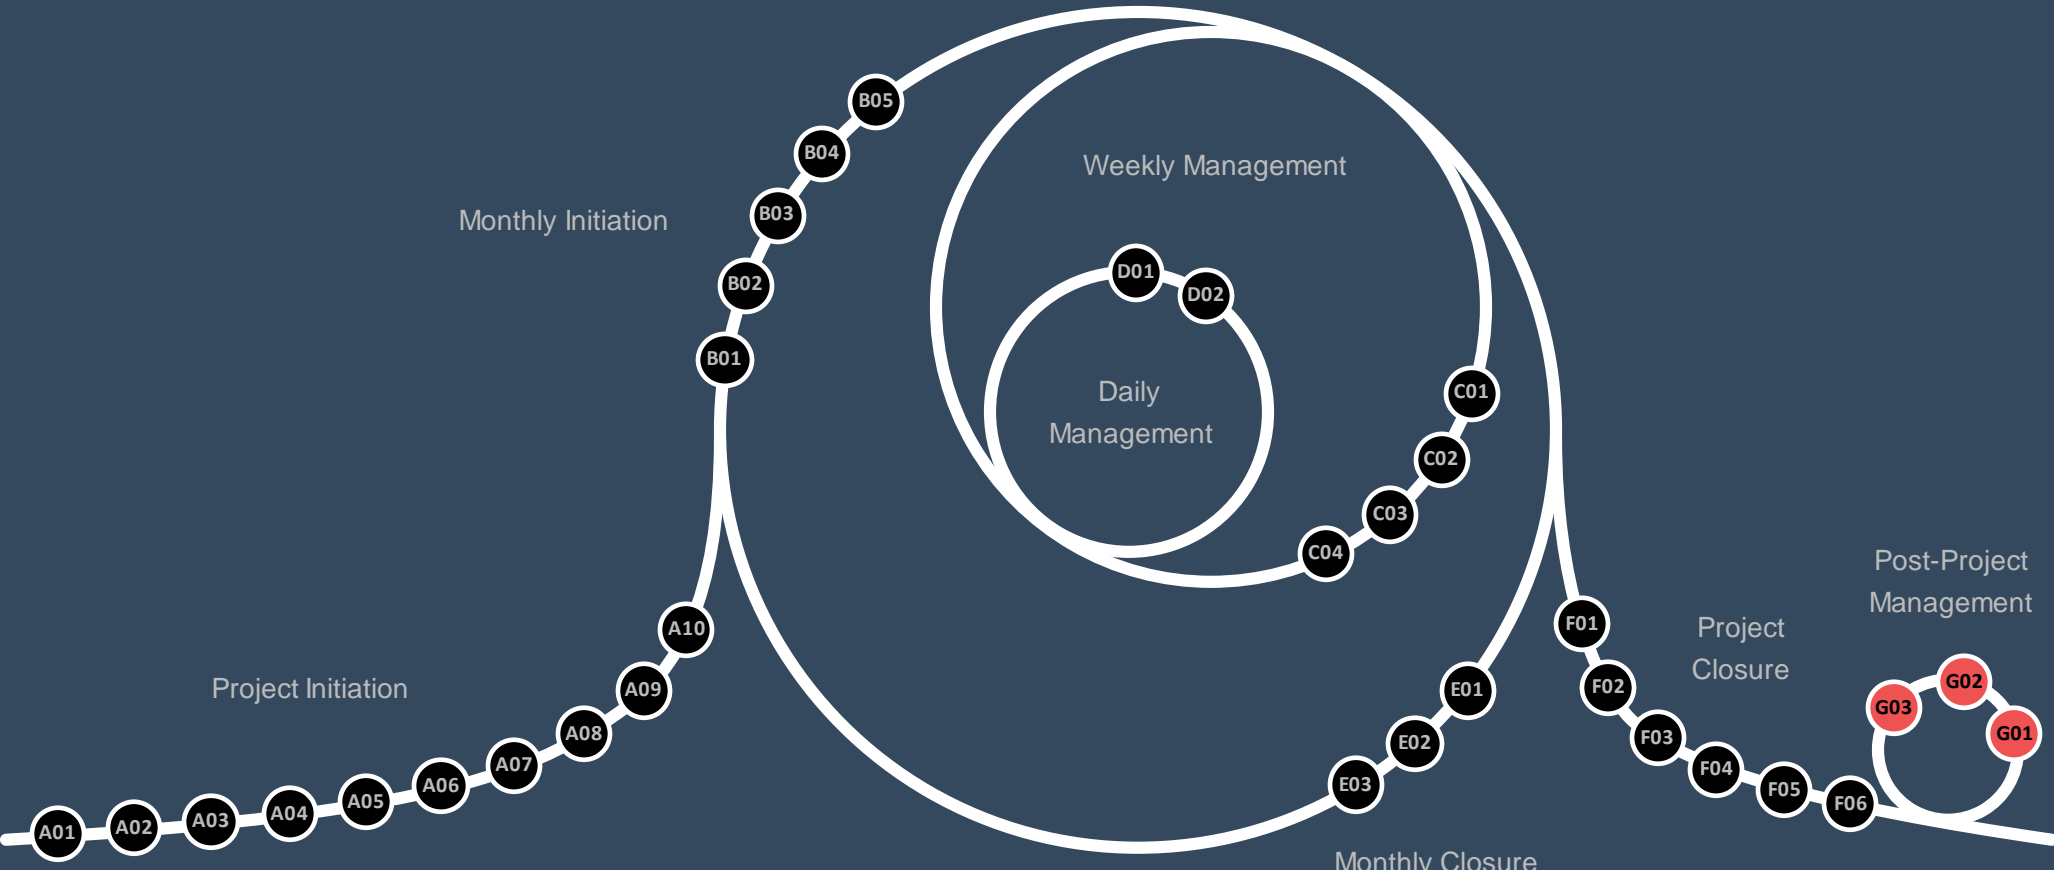 Project Initiation
A01
A02
A03
A04
A05
A06
A07
A08
A09
A10
Monthly Initiation
B01
B02
B03
B04
B05
Weekly Management
C01
C02
C03
C04
Daily
Management
D01
D02
Monthly Closure
E01
E02
E03
Project
Closure
F01
F02
F03
F04
F05
F06
Post-Project
Management
G01
G02
G03